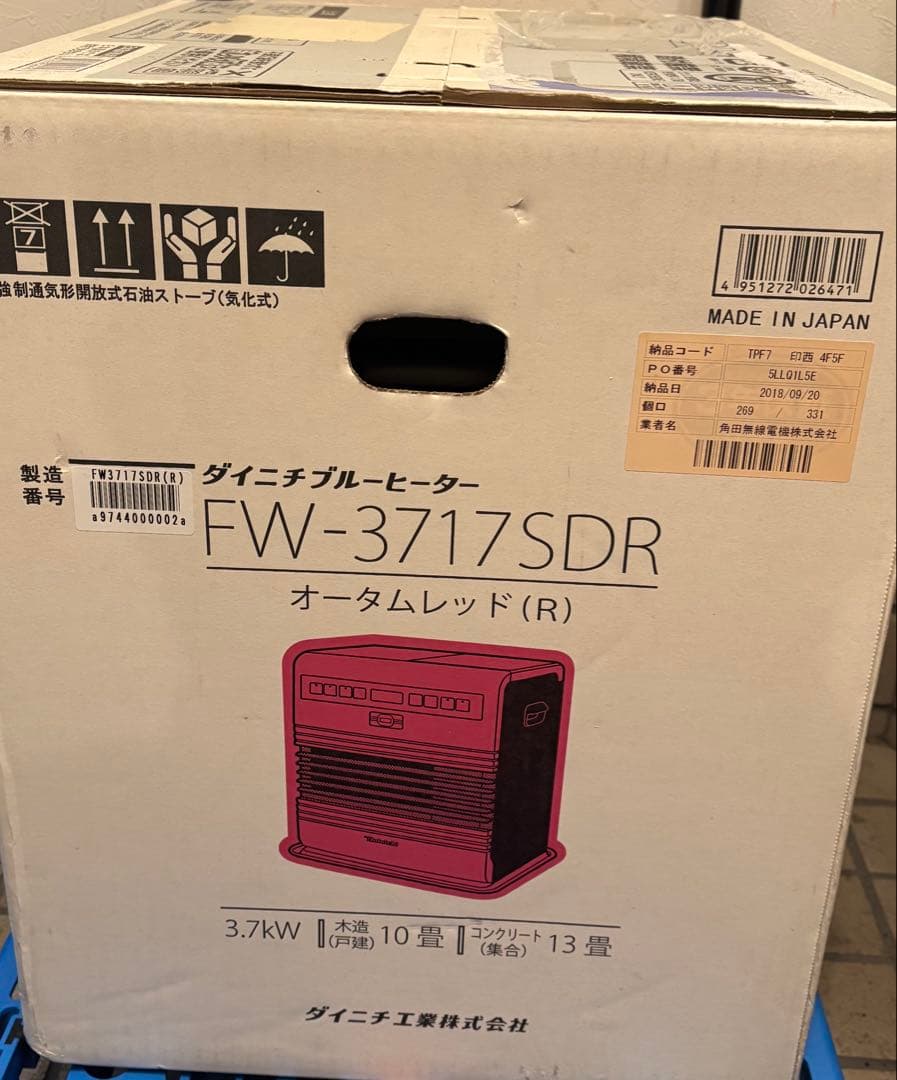 7
強制通気形開放式石油ストーブ(気化式)
4 951272 026471
MADE IN JAPAN
納品コード TPF7 印西 4F5F
PO番号 5LLQ1L5E
納品日 2018/09/20
個口 269 / 331
業者名 角田無線電機株式会社
製造番号
FW3717SDR(R)
a9744000002a
ダイニチブルーヒーター
FW-3717SDR
オータムレッド(R)
3.7kW 木造(戸建) 10畳 コンクリート(集合) 13畳
ダイニチ工業株式会社